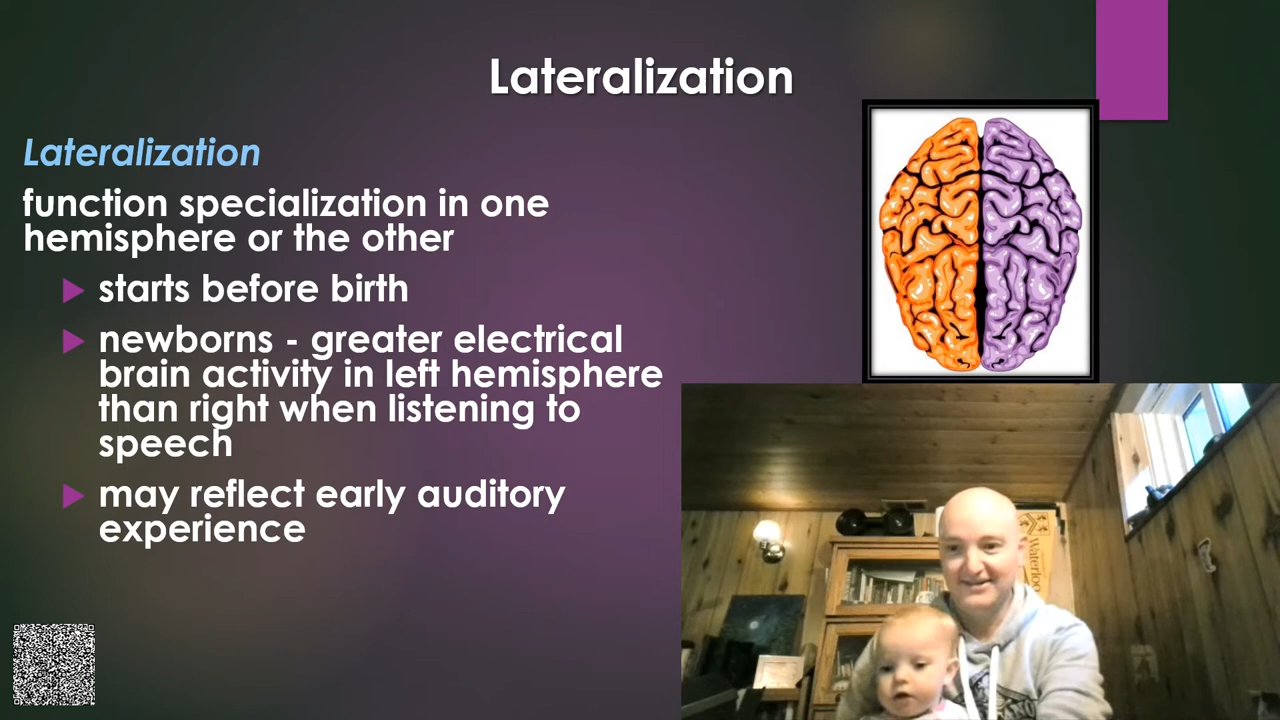 Lateralization
Lateralization
function specialization in one
hemisphere or the other
starts before birth
newborns - greater electrical
brain activity in left hemisphere
than right when listening to
speech
may reflect early auditory
experience
Waterloo